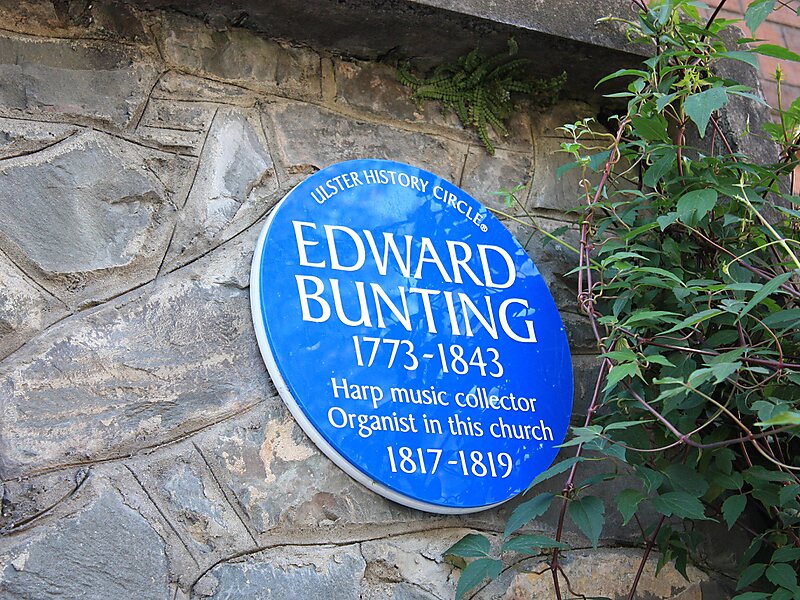 ULSTER HISTORY CIRCLE®
EDWARD
BUNTING
1773-1843
Harp music collector
Organist in this church
1817-1819